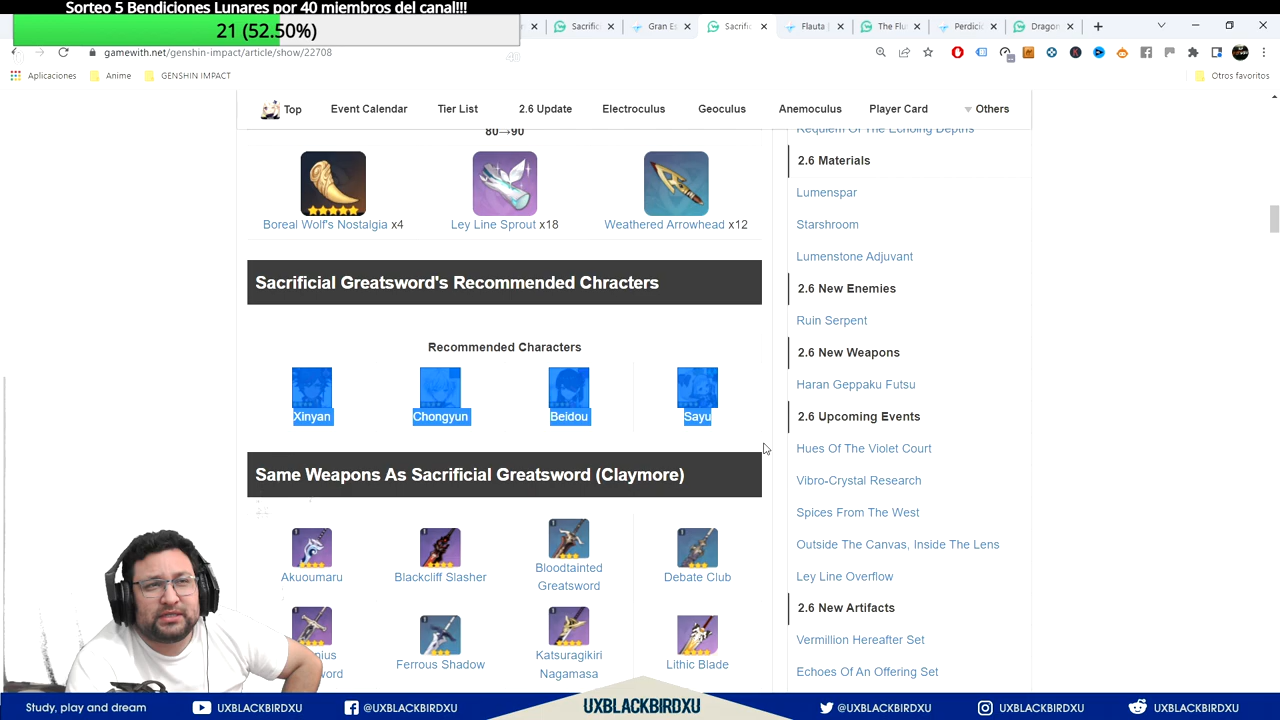 Sorteo 5 Bendiciones Lunares por 40 miembros del canal!!!
21 (52.50%)
Sacrific
Gran Es
Sacrific
Flauta
The Flu
Perdici
Dragon
gamewith.net/genshin-impact/article/show/22708
Aplicaciones
Anime
GENSHIN IMPACT
Otros favoritos
Top
Event Calendar
Tier List
2.6 Update
Electroculus
Geoculus
Anemoculus
Player Card
Others
80→90
Boreal Wolf's Nostalgia x4
Ley Line Sprout x18
Weathered Arrowhead x12
Sacrificial Greatsword's Recommended Chracters
Recommended Characters
Xinyan
Chongyun
Beidou
Sayu
Same Weapons As Sacrificial Greatsword (Claymore)
Akuoumaru
Blackcliff Slasher
Bloodtainted
Greatsword
Debate Club
Ferrous Shadow
Katsuragikiri
Nagamasa
Lithic Blade
Requiem Of The Echoing Depths
2.6 Materials
Lumenspar
Starshroom
Lumenstone Adjuvant
2.6 New Enemies
Ruin Serpent
2.6 New Weapons
Haran Geppaku Futsu
2.6 Upcoming Events
Hues Of The Violet Court
Vibro-Crystal Research
Spices From The West
Outside The Canvas, Inside The Lens
Ley Line Overflow
2.6 New Artifacts
Vermillion Hereafter Set
Echoes Of An Offering Set
Study, play and dream
UXBLACKBIRDXU
@UXBLACKBIRDXU
UXBLACKBIRDXU
@UXBLACKBIRDXU
UXBLACKBIRDXU
@UXBLACKBIRDXU